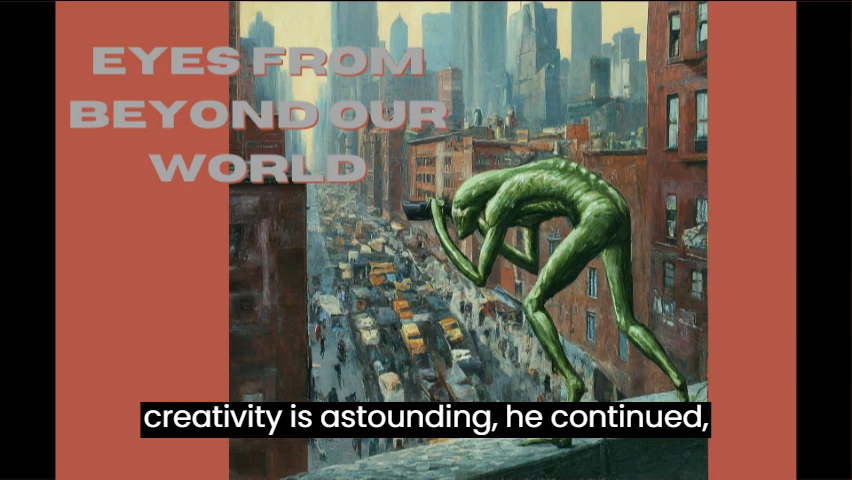 EYES FROM
BEYOND OUR
WORLD
creativity is astounding, he continued,